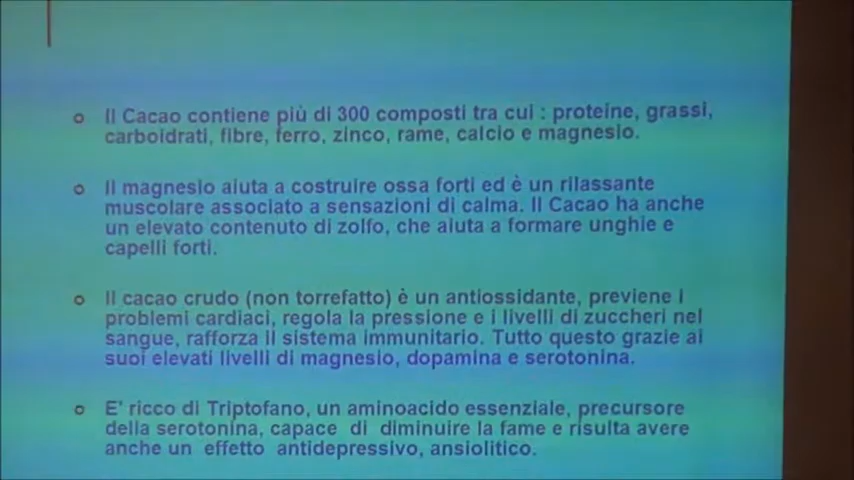 Il Cacao contiene più di 300 composti tra cui : proteine, grassi,
carboidrati, fibre, ferro, zinco, rame, calcio e magnesio.
Il magnesio aiuta a costruire ossa forti ed è un rilassante
muscolare associato a sensazioni di calma. Il Cacao ha anche
un elevato contenuto di zolfo, che aiuta a formare unghie e
capelli forti.
Il cacao crudo (non torrefatto) è un antiossidante, previene i
problemi cardiaci, regola la pressione e i livelli di zuccheri nel
sangue, rafforza il sistema immunitario. Tutto questo grazie ai
suoi elevati livelli di magnesio, dopamina e serotonina.
E' ricco di Triptofano, un aminoacido essenziale, precursore
della serotonina, capace di diminuire la fame e risulta avere
anche un effetto antidepressivo, ansiolitico.